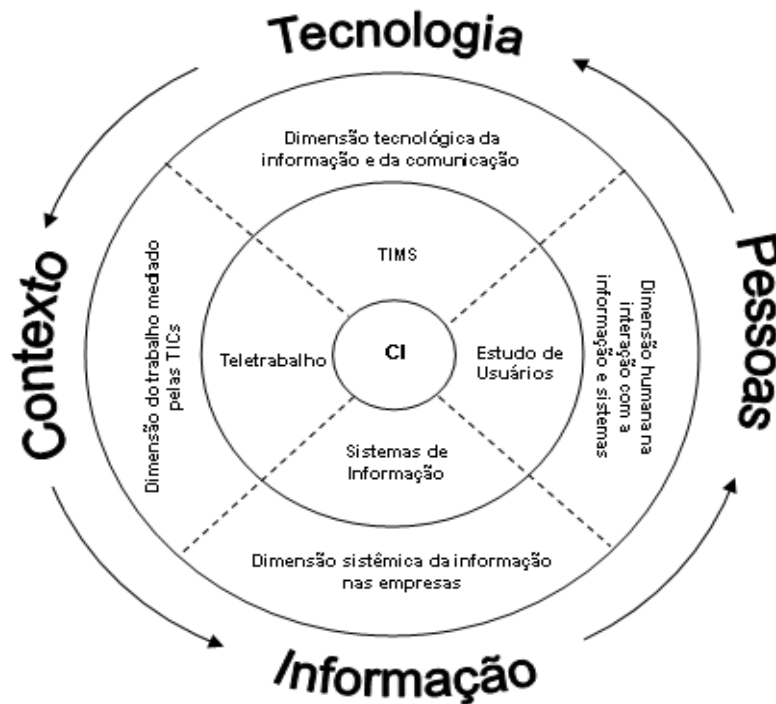 Tecnologia
Dimensão tecnológica da
informação e da comunicação
TIMS
Contexto
Dimensão do trabalho mediado
pelas TICs
Teletrabalho
CI
Estudo de
Usuários
Dimensão humana na
interação com a
informação e sistemas
Pessoas
Sistemas de
Informação
Dimensão sistêmica da informação
nas empresas
Informação